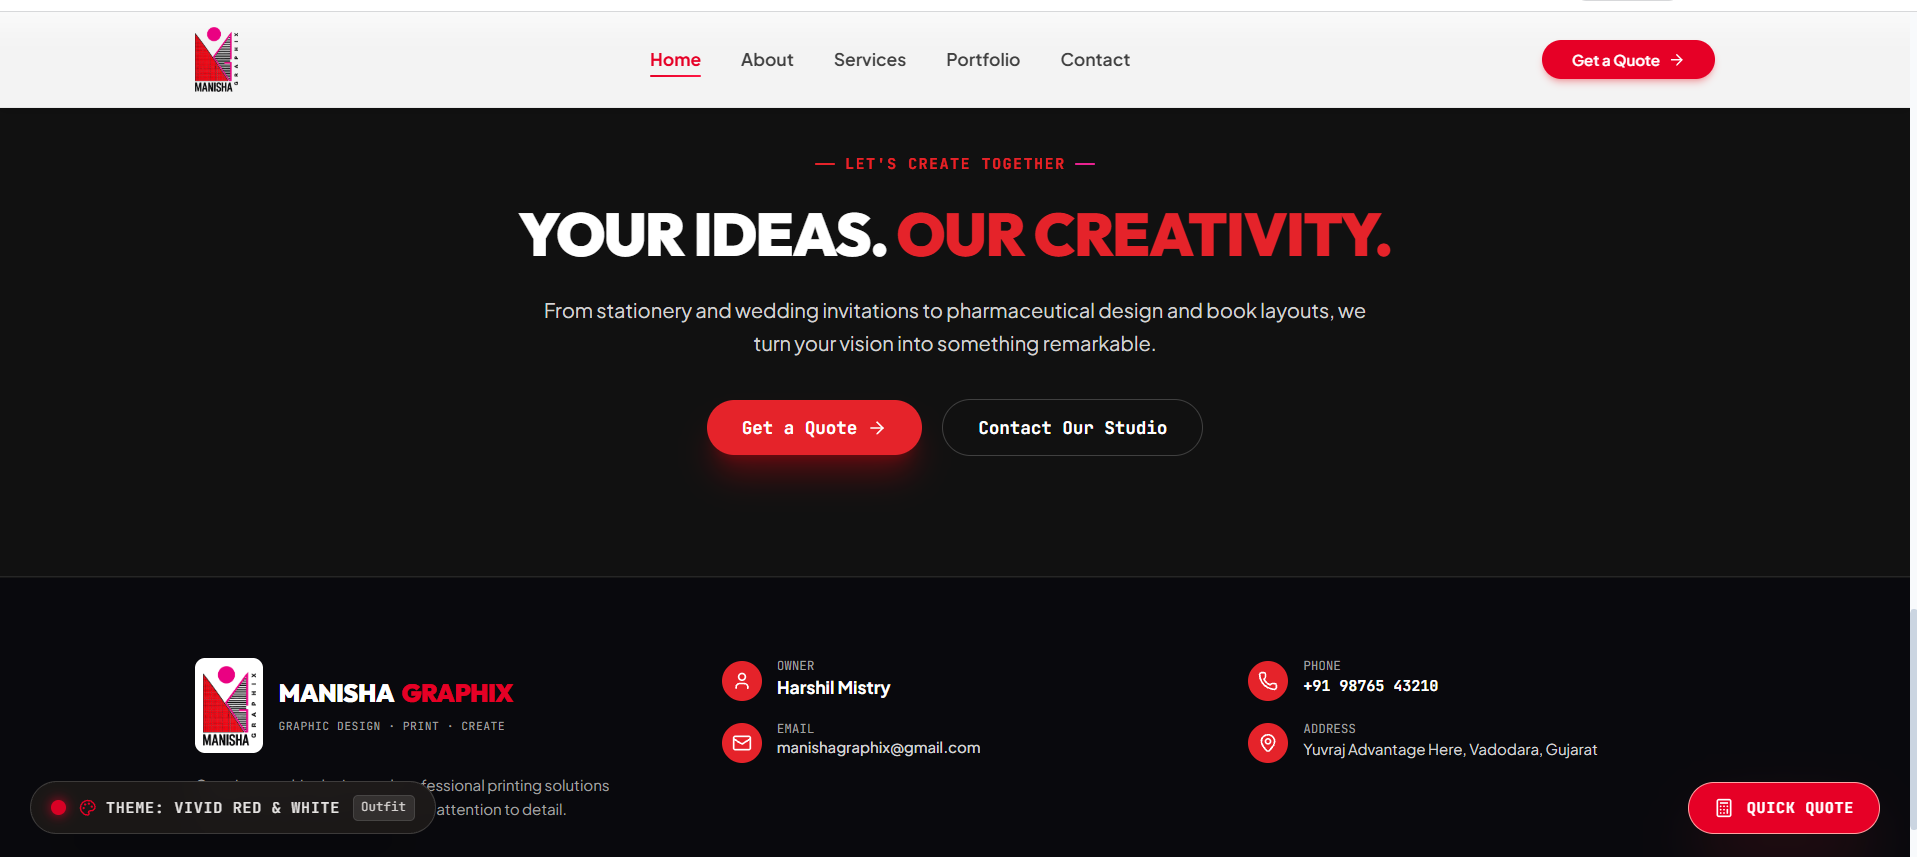 MANISHA
GRAPHIX
Home
About
Services
Portfolio
Contact
Get a Quote
LET'S CREATE TOGETHER
YOUR IDEAS. OUR CREATIVITY.
From stationery and wedding invitations to pharmaceutical design and book layouts, we
turn your vision into something remarkable.
Get a Quote
Contact Our Studio
MANISHA
GRAPHIX
MANISHA GRAPHIX
GRAPHIC DESIGN · PRINT · CREATE
OWNER
Harshil Mistry
EMAIL
manishagraphix@gmail.com
PHONE
+91 98765 43210
ADDRESS
Yuvraj Advantage Here, Vadodara, Gujarat
printing solutions
attention to detail.
THEME: VIVID RED & WHITE
Outfit
QUICK QUOTE